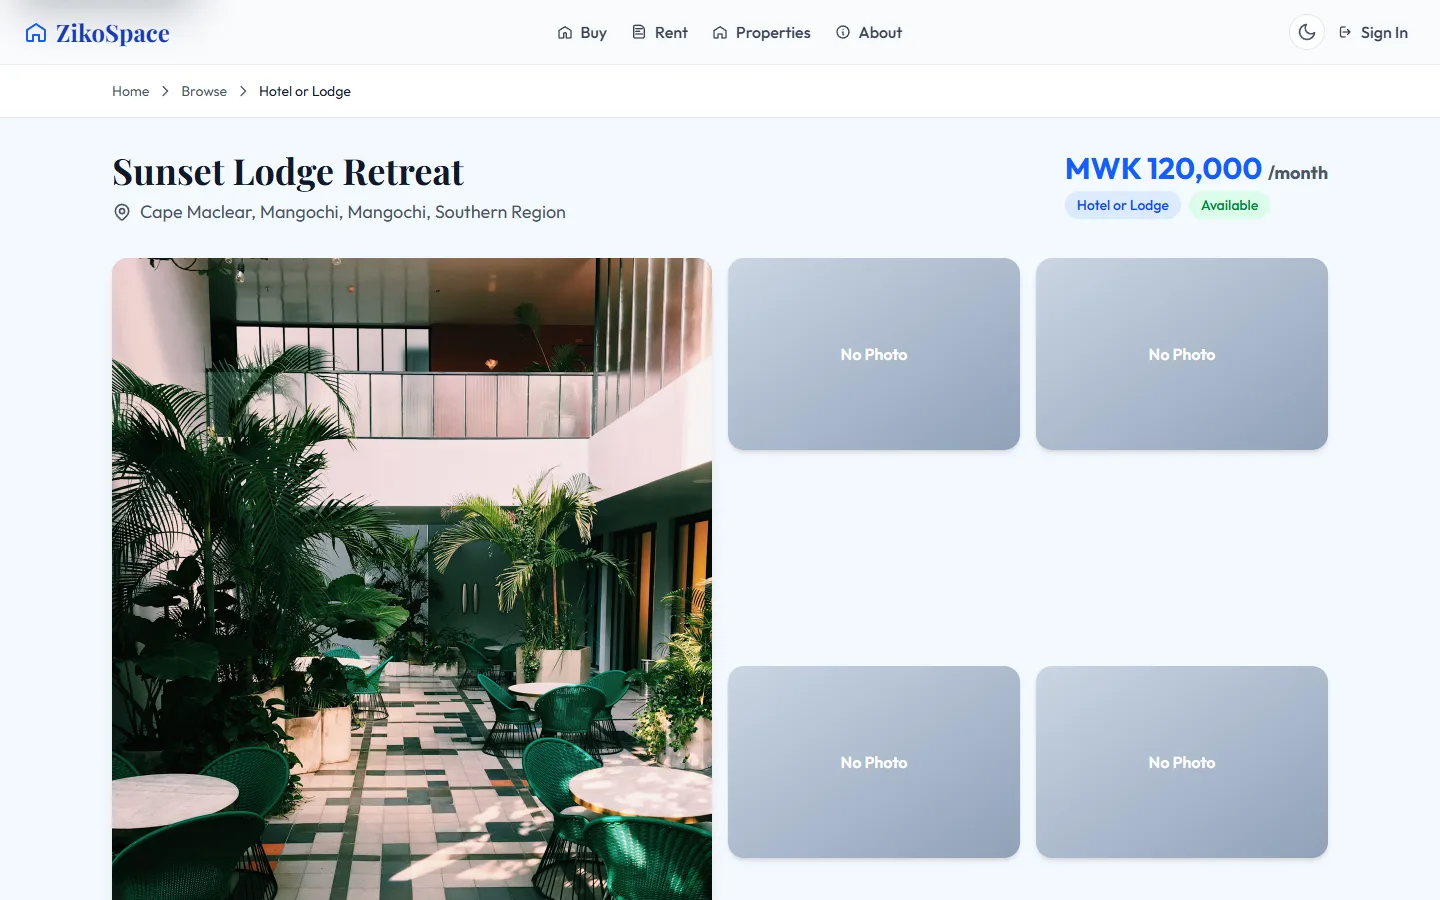 ZikoSpace
Buy
Rent
Properties
About
Sign In
Home
Browse
Hotel or Lodge
Sunset Lodge Retreat
Cape Maclear, Mangochi, Mangochi, Southern Region
MWK 120,000 /month
Hotel or Lodge
Available
No Photo
No Photo
No Photo
No Photo